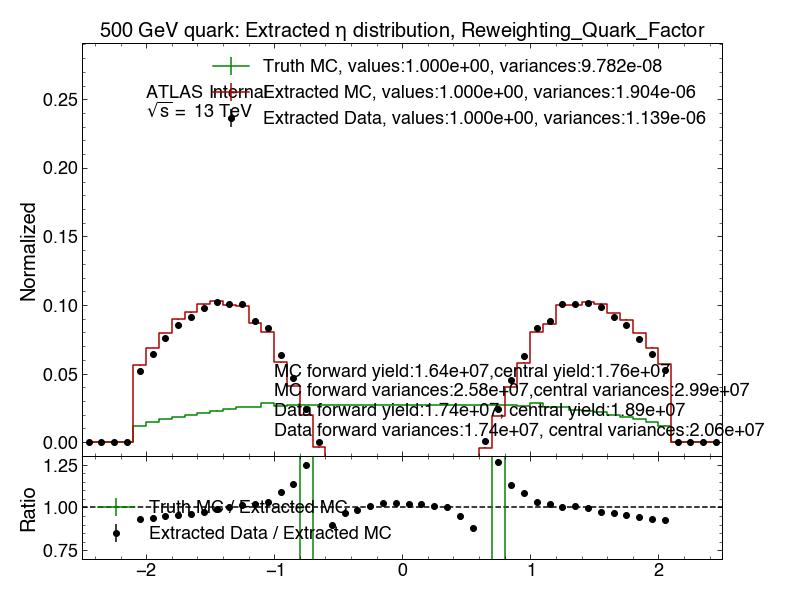 500 GeV quark: Extracted η distribution, Reweighting_Quark_Factor
Truth MC, values:1.000e+00, variances:9.782e-08
ATLAS Internal
Extracted MC, values:1.000e+00, variances:1.904e-06
√s = 13 TeV
Extracted Data, values:1.000e+00, variances:1.139e-06
Normalized
0.25
0.20
0.15
0.10
0.05
0.00
MC forward yield:1.64e+07,central yield:1.76e+07
MC forward variances:2.58e+07,central variances:2.99e+07
Data forward yield:1.74e+07, central yield:1.89e+07
Data forward variances:1.74e+07, central variances:2.06e+07
Ratio
1.25
1.00
0.75
Truth MC / Extracted MC
Extracted Data / Extracted MC
−2 −1 0 1 2